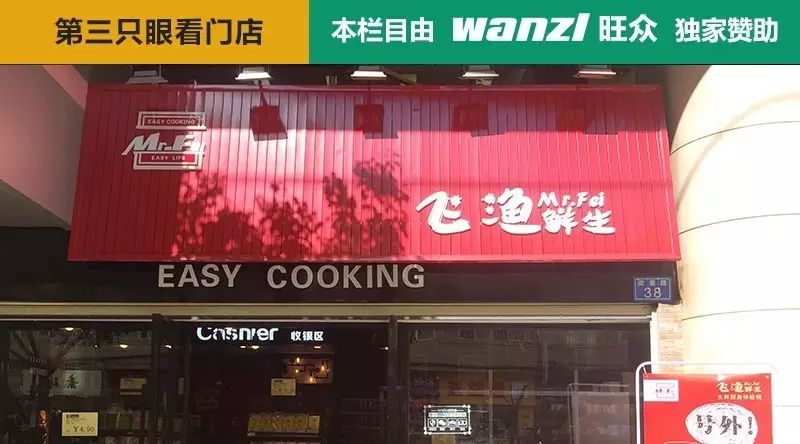 第三只眼看门店
本栏目由 wanzl 旺众 独家赞助
EASY COOKING
Mr.Fei
EASY LIFE
飞渔 Mr.Fei
鲜生
EASY COOKING
38
Cashier 收银区
welcome
¥4.90
飞渔鲜生
号外!